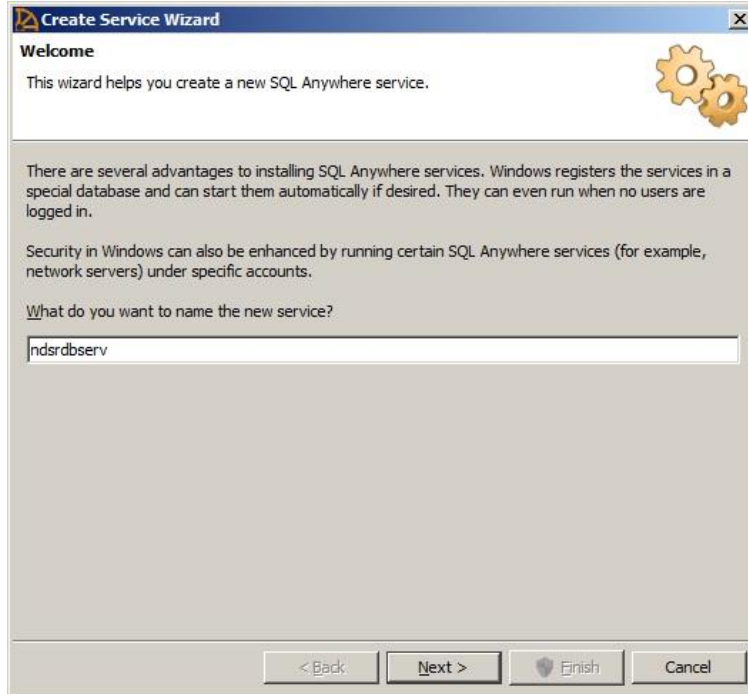 Create Service Wizard
Welcome
This wizard helps you create a new SQL Anywhere service.
There are several advantages to installing SQL Anywhere services. Windows registers the services in a
special database and can start them automatically if desired. They can even run when no users are
logged in.
Security in Windows can also be enhanced by running certain SQL Anywhere services (for example,
network servers) under specific accounts.
What do you want to name the new service?
ndsrdbserv
< Back Next > Finish Cancel